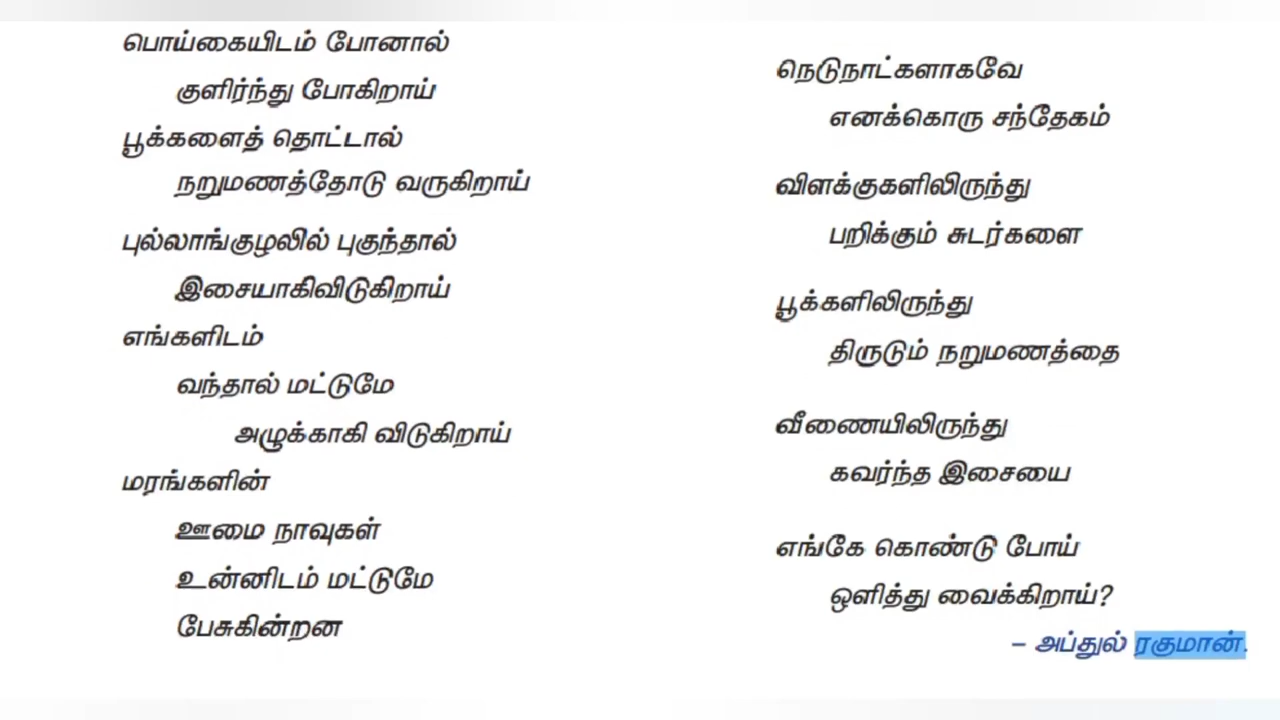 பொய்கையிடம் போனால்
குளிர்ந்து போகிறாய்
பூக்களைத் தொட்டால்
நறுமணத்தோடு வருகிறாய்
புல்லாங்குழலில் புகுந்தால்
இசையாகிவிடுகிறாய்
எங்களிடம்
வந்தால் மட்டுமே
அழுக்காகி விடுகிறாய்
மரங்களின்
ஊமை நாவுகள்
உன்னிடம் மட்டுமே
பேசுகின்றன
நெடுநாட்களாகவே
எனக்கொரு சந்தேகம்
விளக்குகளிலிருந்து
பறிக்கும் சுடர்களை
பூக்களிலிருந்து
திருடும் நறுமணத்தை
வீணையிலிருந்து
கவர்ந்த இசையை
எங்கே கொண்டு போய்
ஒளித்து வைக்கிறாய்?
– அப்துல் ரகுமான்.